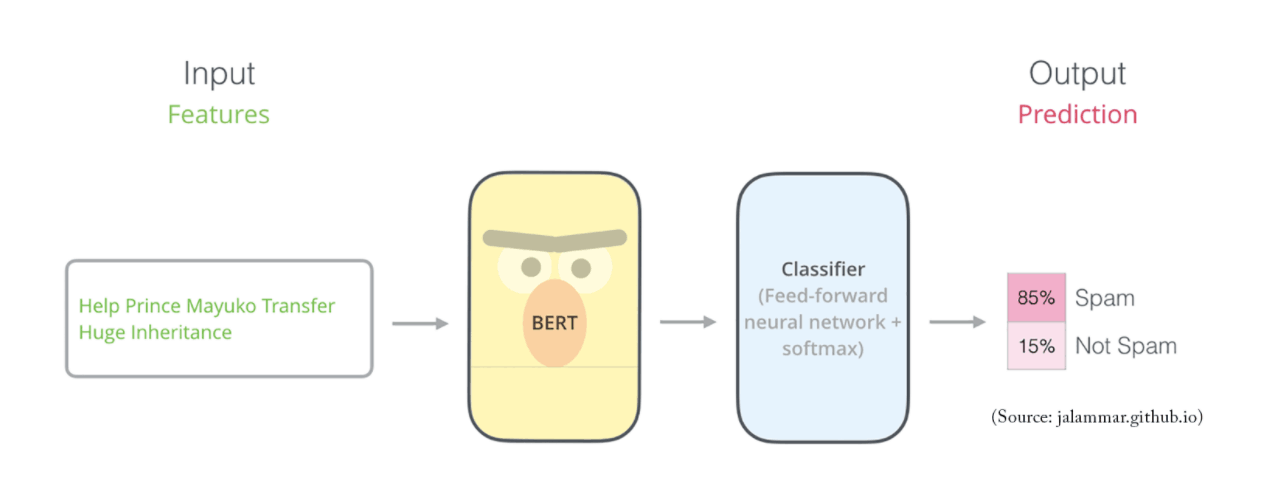 Input
Features
Output
Prediction
Help Prince Mayuko Transfer
Huge Inheritance
BERT
Classifier
(Feed-forward
neural network +
softmax)
85% Spam
15% Not Spam
(Source: jalammar.github.io)